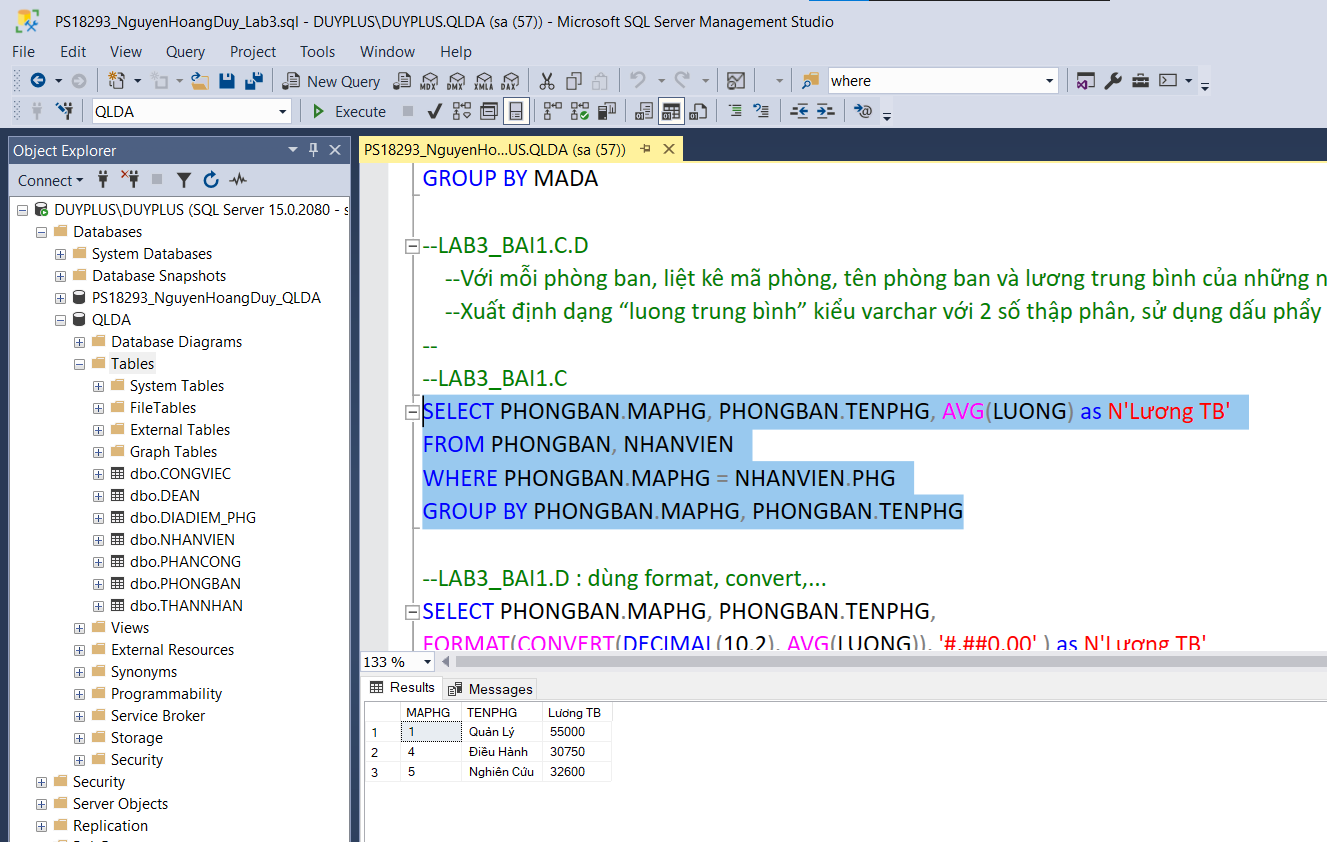 PS18293_NguyenHoangDuy_Lab3.sql - DUYPLUS\DUYPLUS.QLDA (sa (57)) - Microsoft SQL Server Management Studio
File Edit View Query Project Tools Window Help
New Query MDX DMX XMLA DAX where
QLDA Execute
Object Explorer
Connect
DUYPLUS\DUYPLUS (SQL Server 15.0.2080 - s
Databases
System Databases
Database Snapshots
PS18293_NguyenHoangDuy_QLDA
QLDA
Database Diagrams
Tables
System Tables
FileTables
External Tables
Graph Tables
dbo.CONGVIEC
dbo.DEAN
dbo.DIADIEM_PHG
dbo.NHANVIEN
dbo.PHANCONG
dbo.PHONGBAN
dbo.THANNHAN
Views
External Resources
Synonyms
Programmability
Service Broker
Storage
Security
Security
Server Objects
Replication
PS18293_NguyenHo...US.QLDA (sa (57))
GROUP BY MADA
--LAB3_BAI1.C.D
--Với mỗi phòng ban, liệt kê mã phòng, tên phòng ban và lương trung bình của những n
--Xuất định dạng “luong trung bình” kiểu varchar với 2 số thập phân, sử dụng dấu phẩy
--
--LAB3_BAI1.C
SELECT PHONGBAN.MAPHG, PHONGBAN.TENPHG, AVG(LUONG) as N'Lương TB'
FROM PHONGBAN, NHANVIEN
WHERE PHONGBAN.MAPHG = NHANVIEN.PHG
GROUP BY PHONGBAN.MAPHG, PHONGBAN.TENPHG
--LAB3_BAI1.D : dùng format, convert,...
SELECT PHONGBAN.MAPHG, PHONGBAN.TENPHG,
FORMAT(CONVERT(DECIMAL(10,2), AVG(LUONG)), '#,##0.00' ) as N'Lương TB'
133 %
Results Messages
MAPHG TENPHG Lương TB
1 1 Quản Lý 55000
2 4 Điều Hành 30750
3 5 Nghiên Cứu 32600